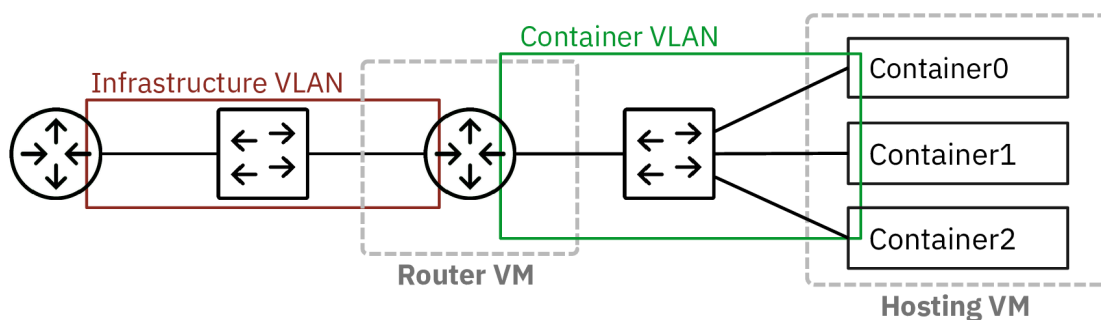 Container VLAN
Infrastructure VLAN
Container0
Container1
Container2
Router VM
Hosting VM